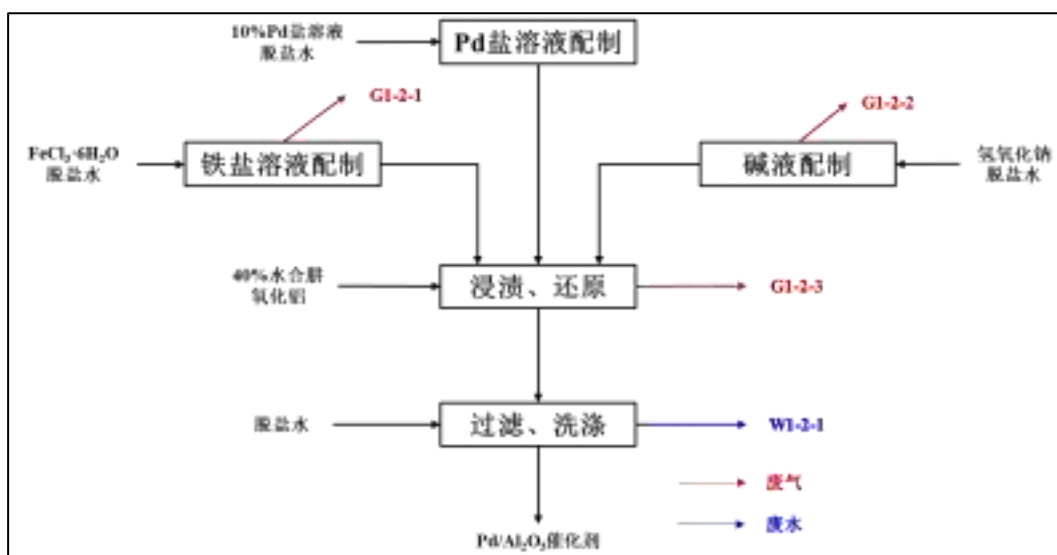 10%Pd盐溶液
脱盐水
Pd盐溶液配制
G1-2-1
G1-2-2
FeCl₃·6H₂O
脱盐水
铁盐溶液配制
碱液配制
氢氧化钠
脱盐水
40%水合肼
氧化铝
浸渍、还原
G1-2-3
脱盐水
过滤、洗涤
W1-2-1
废气
废水
Pd/Al₂O₃催化剂